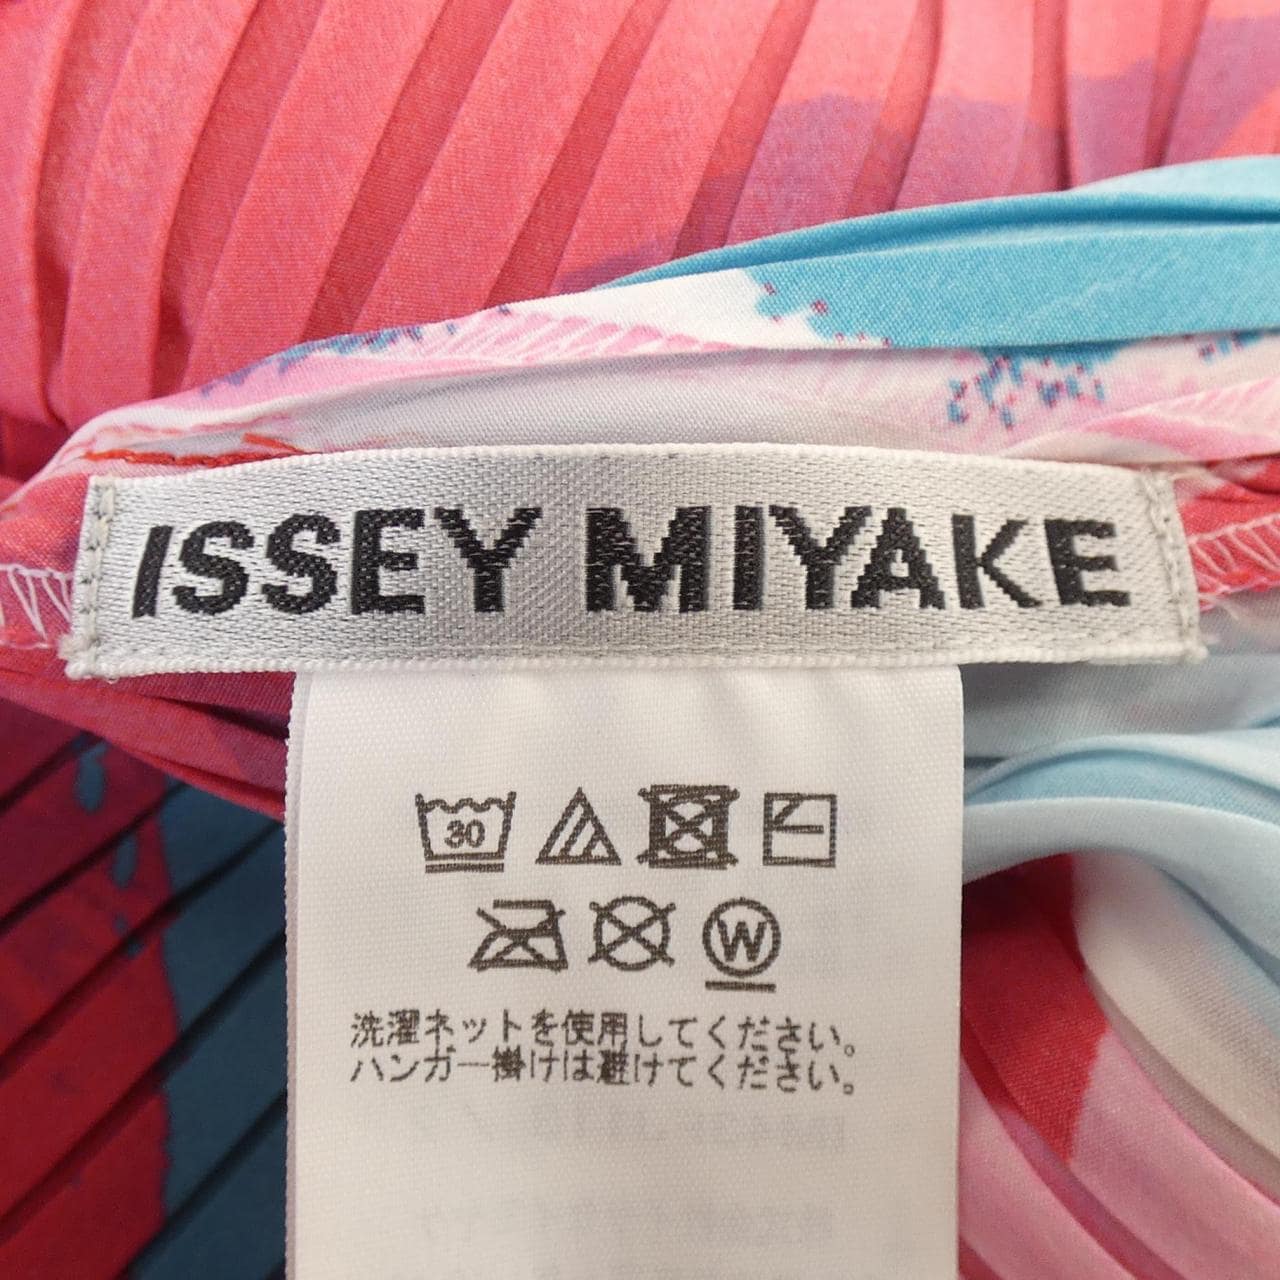 ISSEY MIYAKE
30
W
洗濯ネットを使用してください。
ハンガー掛けは避けてください。